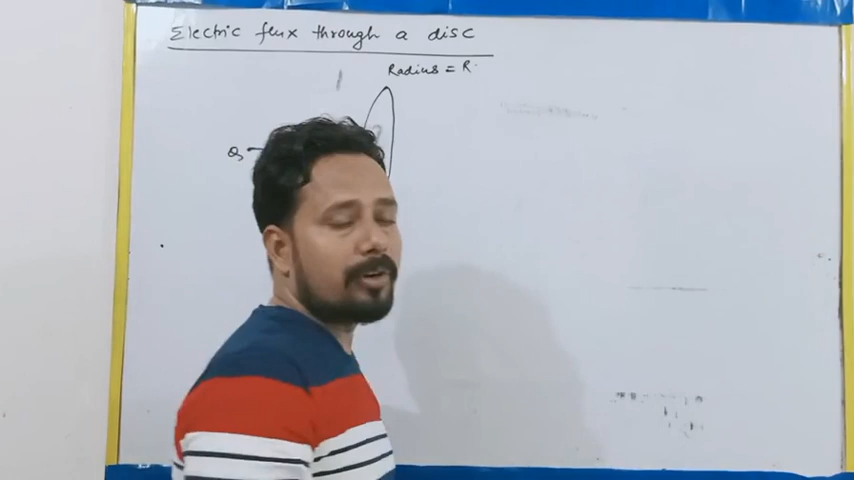 Electric flux through a disc
Radius = R